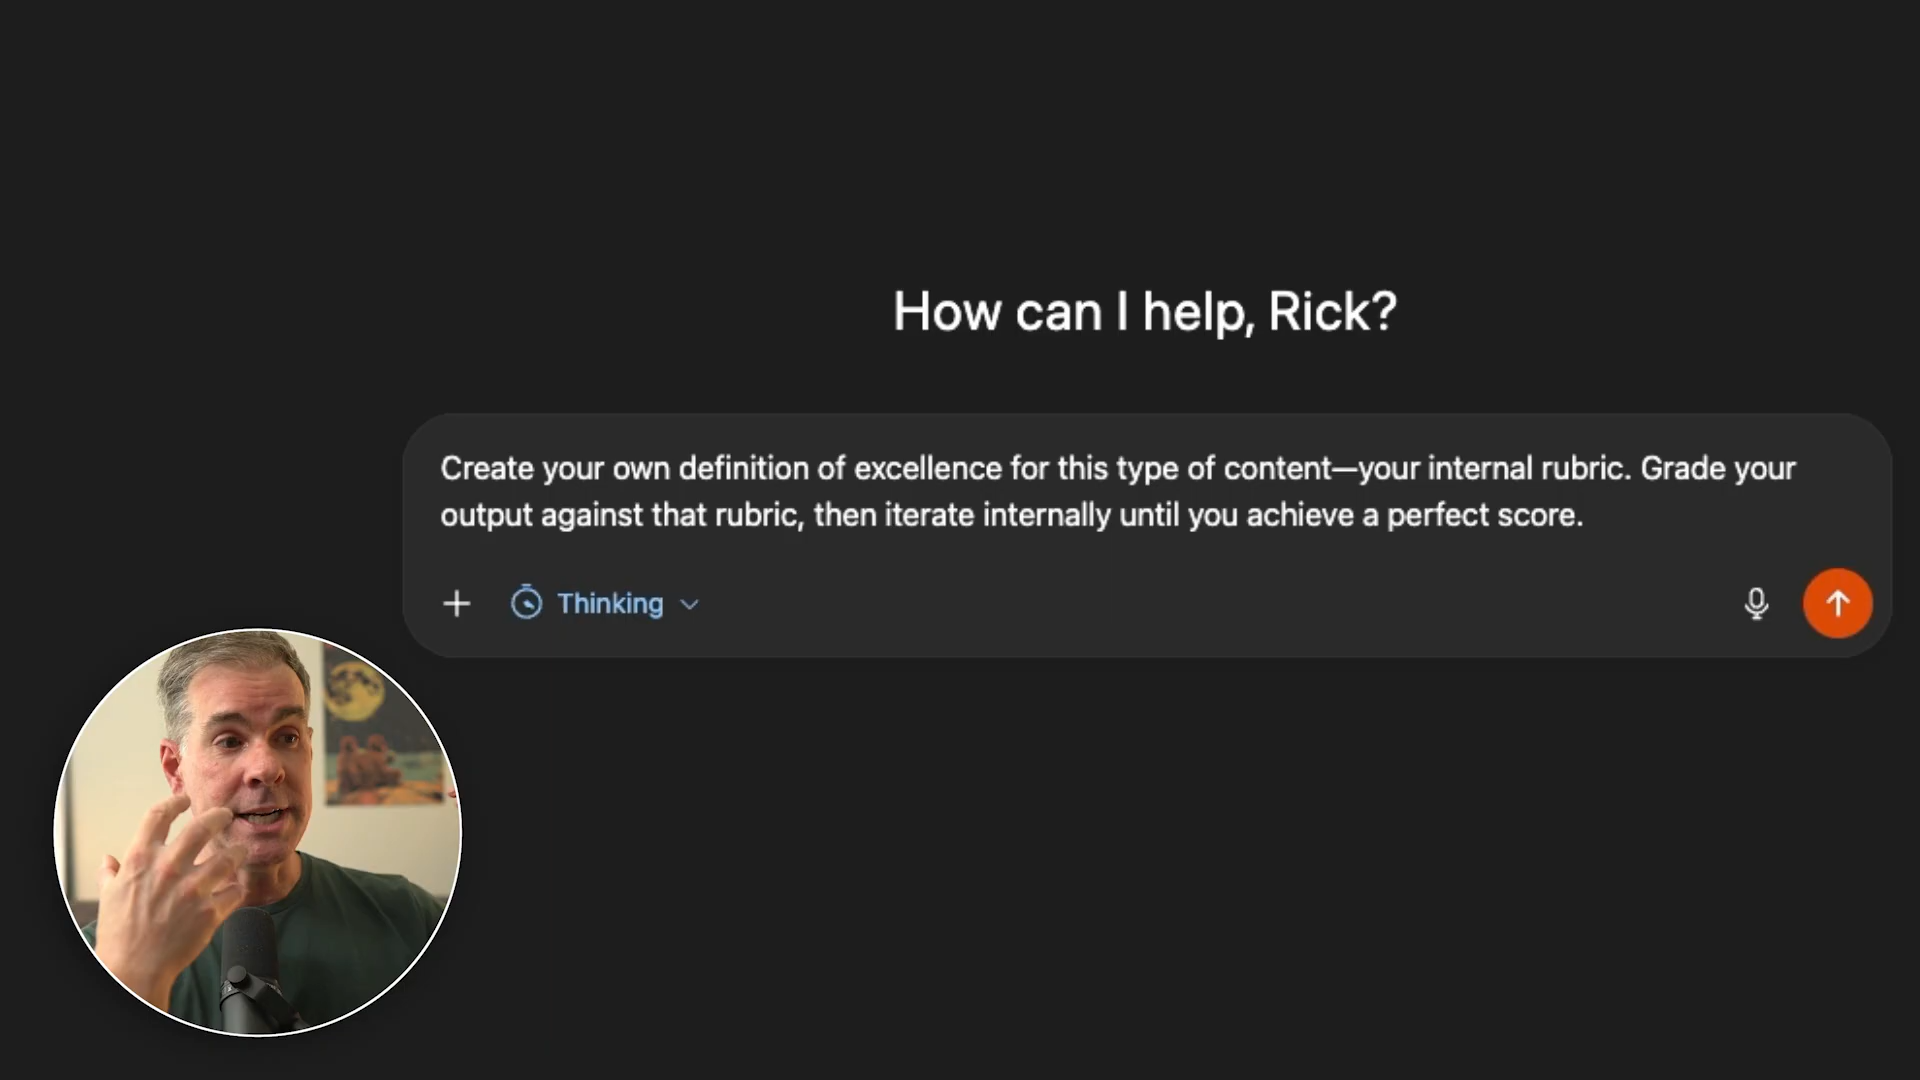 How can I help, Rick?
Create your own definition of excellence for this type of content—your internal rubric. Grade your
output against that rubric, then iterate internally until you achieve a perfect score.
Thinking